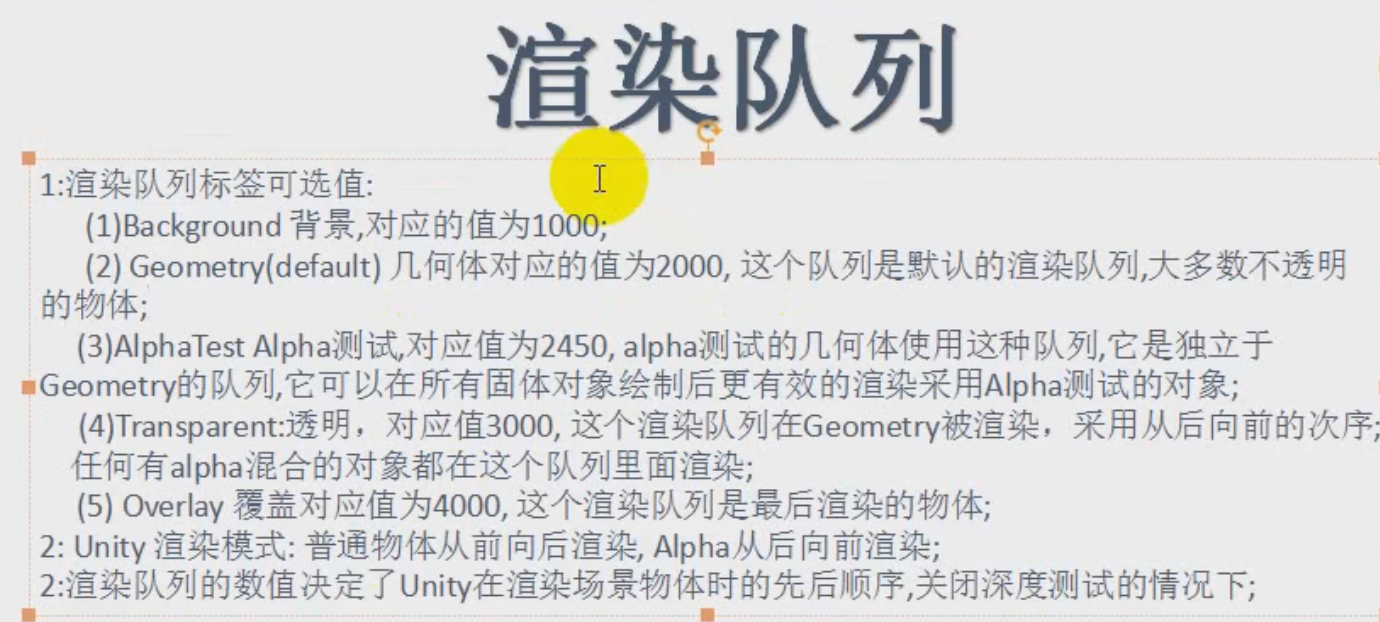 渲染队列
1:渲染队列标签可选值:
(1)Background 背景,对应的值为1000;
(2) Geometry(default) 几何体对应的值为2000, 这个队列是默认的渲染队列,大多数不透明
的物体;
(3)AlphaTest Alpha测试,对应值为2450, alpha测试的几何体使用这种队列,它是独立于
Geometry的队列,它可以在所有固体对象绘制后更有效的渲染采用Alpha测试的对象;
(4)Transparent:透明，对应值3000, 这个渲染队列在Geometry被渲染，采用从后向前的次序;
任何有alpha混合的对象都在这个队列里面渲染;
(5) Overlay 覆盖对应值为4000, 这个渲染队列是最后渲染的物体;
2: Unity 渲染模式: 普通物体从前向后渲染, Alpha从后向前渲染;
2:渲染队列的数值决定了Unity在渲染场景物体时的先后顺序,关闭深度测试的情况下;